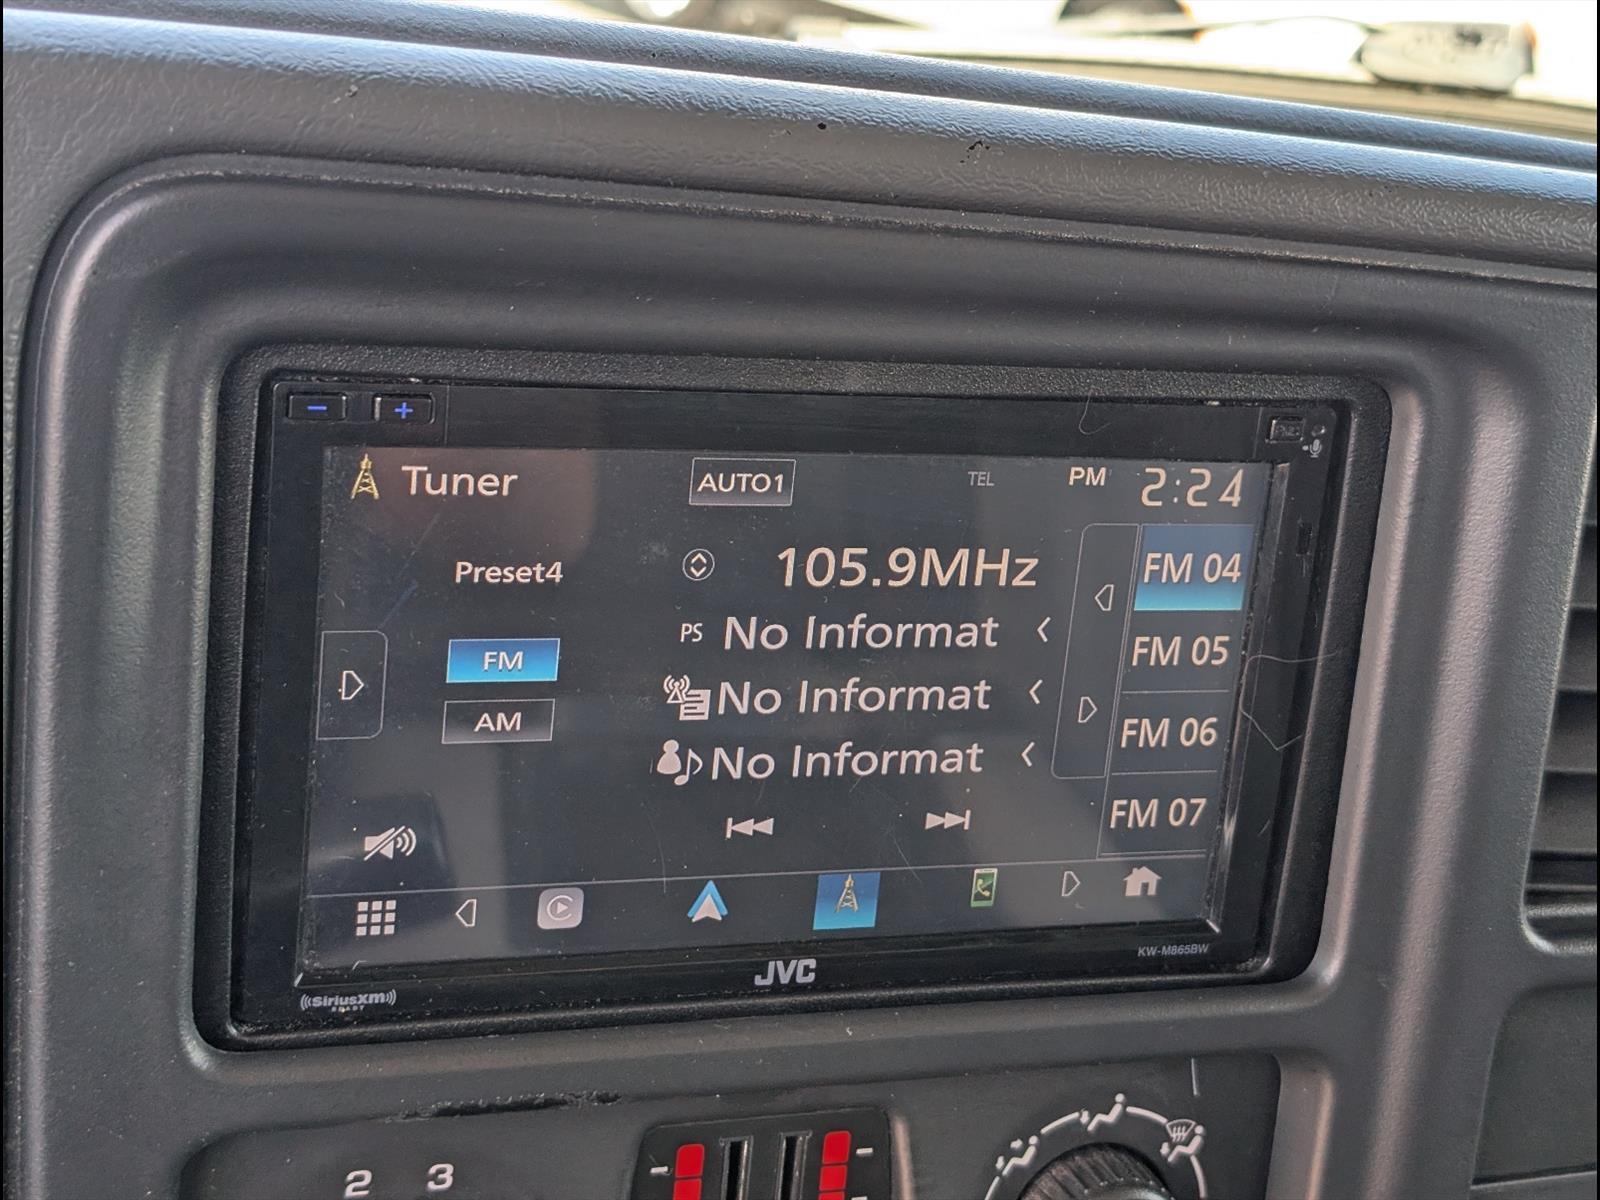 − +
Tuner AUTO1 TEL PM 2:24
Preset4 105.9MHz FM 04
PS No Informat FM 05
FM No Informat FM 06
AM No Informat FM 07
JVC KW-M865BW
SiriusXM
READY
2 3